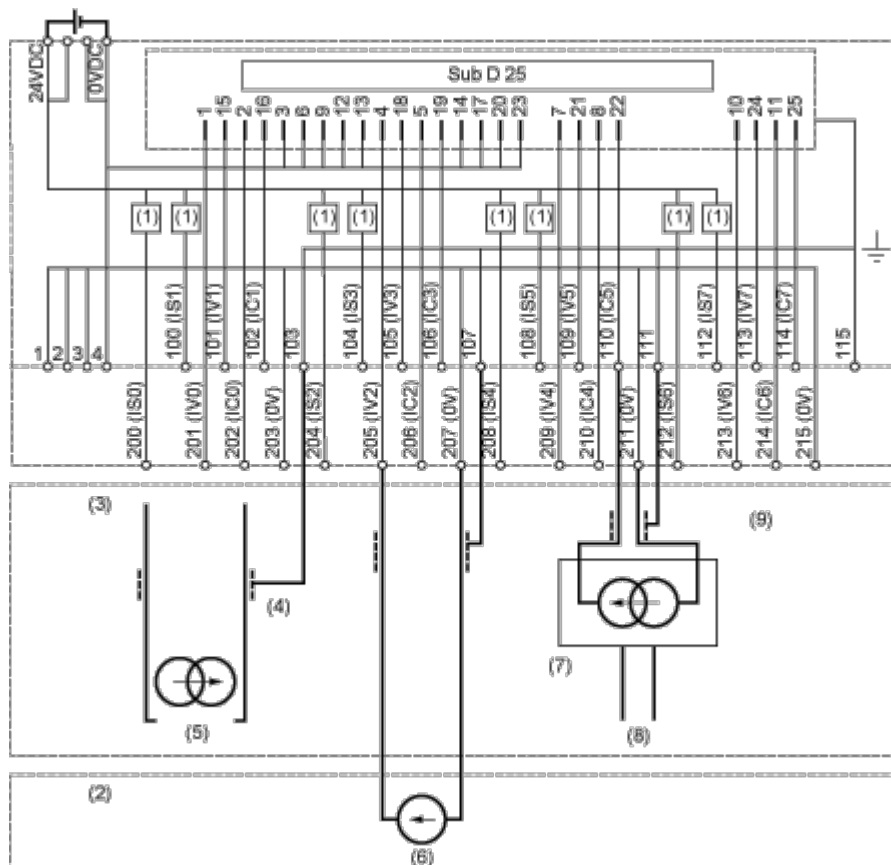 24VDC
0VDC
Sub D 25
1
15
2
16
3
6
9
12
13
4
18
5
19
14
17
20
23
7
21
8
22
10
24
11
25
(1)
(1)
(1)
(1)
(1)
(1)
(1)
(1)
1
2
3
4
100 (IS1)
101 (IV1)
102 (IC1)
103
104 (IS3)
105 (IV3)
106 (IC3)
107
108 (IS5)
109 (IV5)
110 (IC5)
111
112 (IS7)
113 (IV7)
114 (IC7)
115
200 (IS0)
201 (IV0)
202 (IC0)
203 (0V)
204 (IS2)
205 (IV2)
206 (IC2)
207 (0V)
208 (IS4)
209 (IV4)
210 (IC4)
211 (0V)
212 (IS6)
213 (IV6)
214 (IC6)
215 (0V)
(3)
(9)
(4)
(7)
(5)
(8)
(2)
(6)